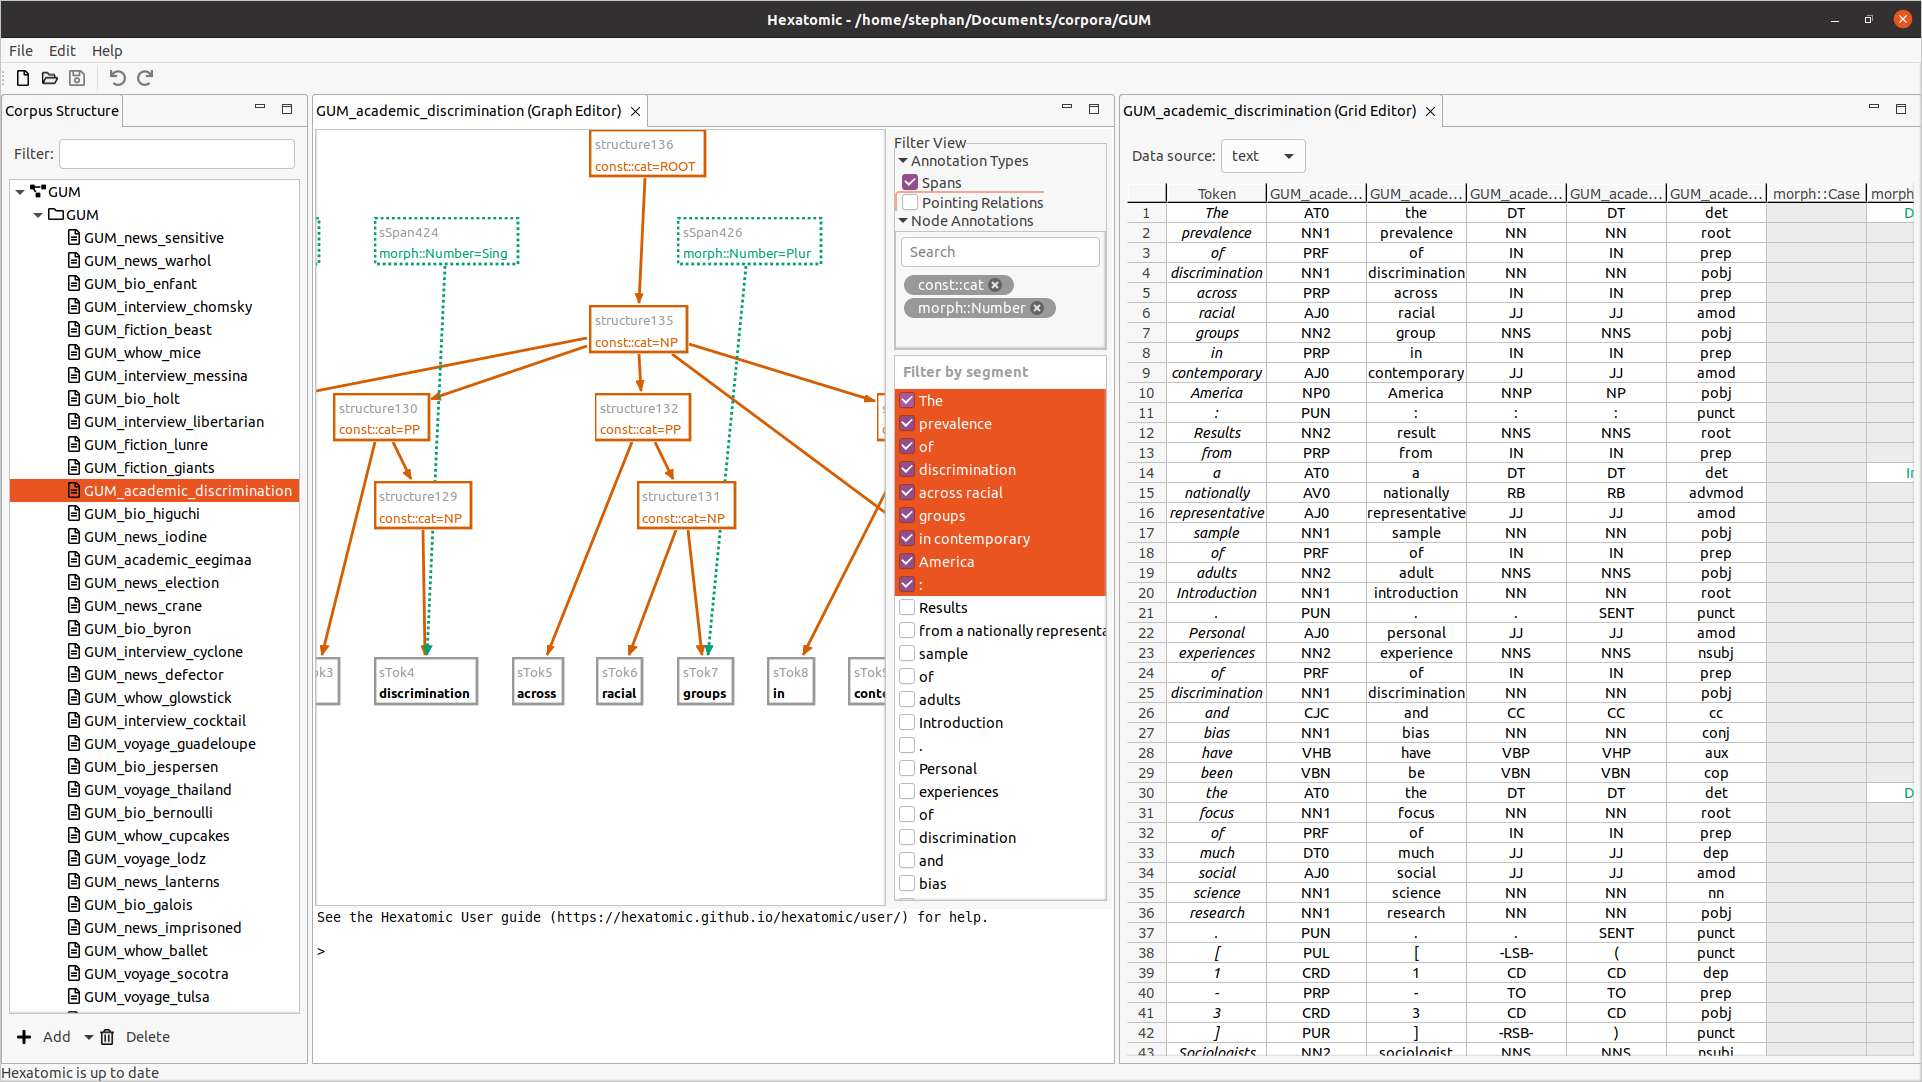 Hexatomic - /home/stephan/Documents/corpora/GUM
File Edit Help
Corpus Structure
Filter:
GUM
GUM
GUM_news_sensitive
GUM_news_warhol
GUM_bio_enfant
GUM_interview_chomsky
GUM_fiction_beast
GUM_whow_mice
GUM_interview_messina
GUM_bio_holt
GUM_interview_libertarian
GUM_fiction_lunre
GUM_fiction_giants
GUM_academic_discrimination
GUM_bio_higuchi
GUM_news_iodine
GUM_academic_eegimaa
GUM_news_election
GUM_news_crane
GUM_bio_byron
GUM_interview_cyclone
GUM_news_defector
GUM_whow_glowstick
GUM_interview_cocktail
GUM_voyage_guadeloupe
GUM_bio_jespersen
GUM_voyage_thailand
GUM_bio_bernoulli
GUM_whow_cupcakes
GUM_voyage_lodz
GUM_news_lanterns
GUM_bio_galois
GUM_news_imprisoned
GUM_whow_ballet
GUM_voyage_socotra
GUM_voyage_tulsa
Add Delete
Hexatomic is up to date
GUM_academic_discrimination (Graph Editor)
structure136
const::cat=ROOT
sSpan424
morph::Number=Sing
sSpan426
morph::Number=Plur
structure135
const::cat=NP
structure130
const::cat=PP
structure132
const::cat=PP
structure129
const::cat=NP
structure131
const::cat=NP
ok3
sTok4
discrimination
sTok5
across
sTok6
racial
sTok7
groups
sTok8
in
sTok
cont
Filter View
Annotation Types
Spans
Pointing Relations
Node Annotations
Search
const::cat
morph::Number
Filter by segment
The
prevalence
of
discrimination
across racial
groups
in contemporary
America
:
Results
from a nationally representa
sample
of
adults
Introduction
.
Personal
experiences
of
discrimination
and
bias
See the Hexatomic User guide (https://hexatomic.github.io/hexatomic/user/) for help.
>
GUM_academic_discrimination (Grid Editor)
Data source: text
Token GUM_acade... GUM_acade... GUM_acade... GUM_acade... GUM_acade... morph::Case morph
1 The AT0 the DT DT det D
2 prevalence NN1 prevalence NN NN root
3 of PRF of IN IN prep
4 discrimination NN1 discrimination NN NN pobj
5 across PRP across IN IN prep
6 racial AJ0 racial JJ JJ amod
7 groups NN2 group NNS NNS pobj
8 in PRP in IN IN prep
9 contemporary AJ0 contemporary JJ JJ amod
10 America NP0 America NNP NP pobj
11 : PUN : : : punct
12 Results NN2 result NNS NNS root
13 from PRP from IN IN prep
14 a AT0 a DT DT det In
15 nationally AV0 nationally RB RB advmod
16 representative AJ0 representative JJ JJ amod
17 sample NN1 sample NN NN pobj
18 of PRF of IN IN prep
19 adults NN2 adult NNS NNS pobj
20 Introduction NN1 introduction NN NN root
21 . PUN . . SENT punct
22 Personal AJ0 personal JJ JJ amod
23 experiences NN2 experience NNS NNS nsubj
24 of PRF of IN IN prep
25 discrimination NN1 discrimination NN NN pobj
26 and CJC and CC CC cc
27 bias NN1 bias NN NN conj
28 have VHB have VBP VHP aux
29 been VBN be VBN VBN cop
30 the AT0 the DT DT det D
31 focus NN1 focus NN NN root
32 of PRF of IN IN prep
33 much DT0 much JJ JJ dep
34 social AJ0 social JJ JJ amod
35 science NN1 science NN NN nn
36 research NN1 research NN NN pobj
37 . PUN . . SENT punct
38 [ PUL [ -LSB- ( punct
39 1 CRD 1 CD CD dep
40 - PRP - TO TO prep
41 3 CRD 3 CD CD pobj
42 ] PUR ] -RSB- ) punct
43 Sociologists NN2 sociologist NNS NNS nsubj